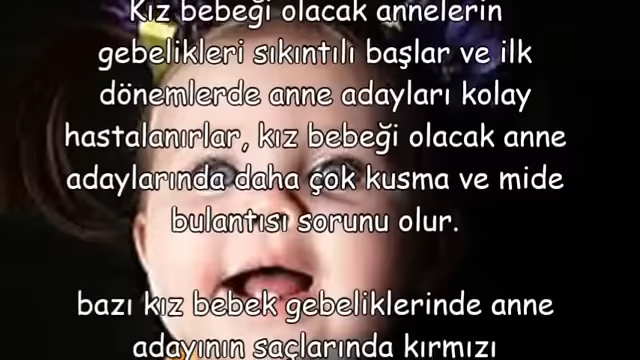 Kız bebeği olacak annelerin
gebelikleri sıkıntılı başlar ve ilk
dönemlerde anne adayları kolay
hastalanırlar, kız bebeği olacak anne
adaylarında daha çok kusma ve mide
bulantısı sorunu olur.
bazı kız bebek gebeliklerinde anne
adayının saçlarında kırmızı